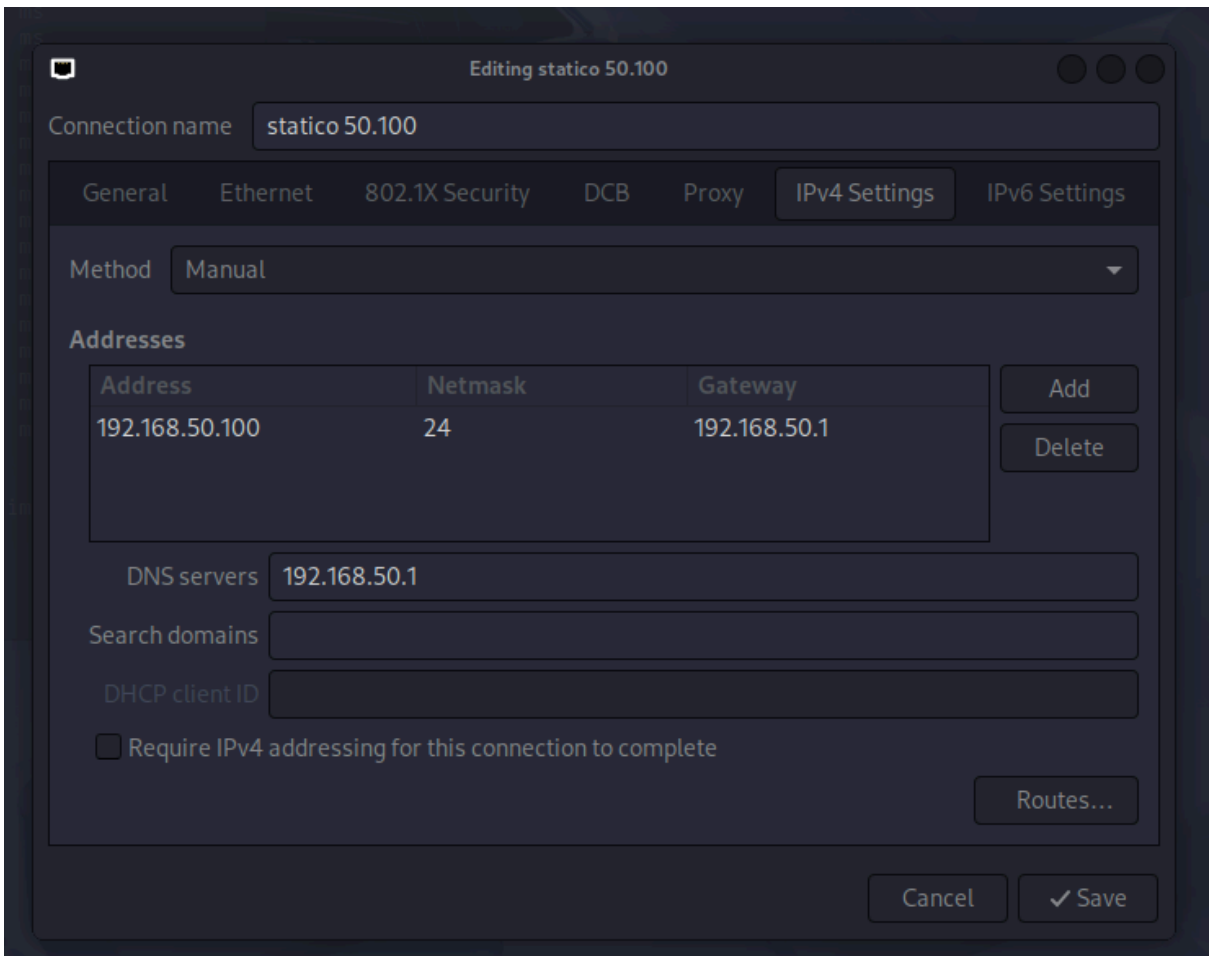 Editing statico 50.100
Connection name statico 50.100
General Ethernet 802.1X Security DCB Proxy IPv4 Settings IPv6 Settings
Method Manual
Addresses
Address Netmask Gateway
192.168.50.100 24 192.168.50.1
Add
Delete
DNS servers 192.168.50.1
Search domains
DHCP client ID
Require IPv4 addressing for this connection to complete
Routes...
Cancel Save